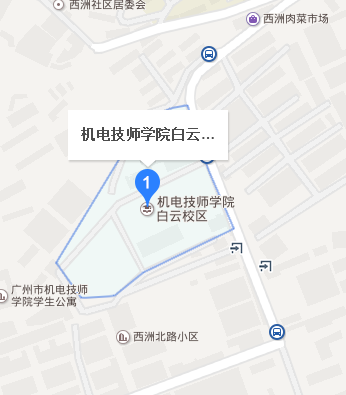 西洲社区居委会
西洲肉菜市场
机电技师学院白云...
1
机电技师学院
白云校区
广州市机电技师
学院学生公寓
西洲北路小区